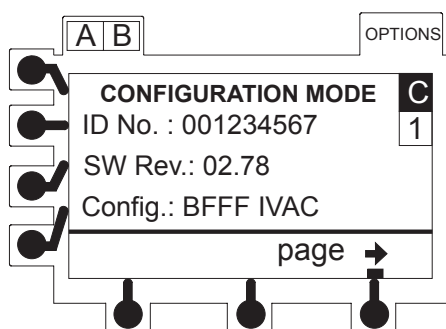 A B
OPTIONS
CONFIGURATION MODE C
ID No. : 001234567 1
SW Rev.: 02.78
Config.: BFFF IVAC
page